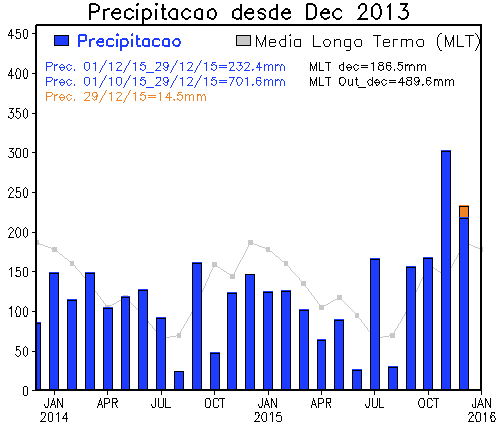 Precipitacao desde Dec 2013
Precipitacao Media Longo Termo (MLT)
Prec. 01/12/15_29/12/15=232.4mm MLT dec=186.5mm
Prec. 01/10/15_29/12/15=701.6mm MLT Out_dec=489.6mm
Prec. 29/12/15=14.5mm
450
400
350
300
250
200
150
100
50
0
JAN APR JUL OCT JAN APR JUL OCT JAN
2014 2015 2016